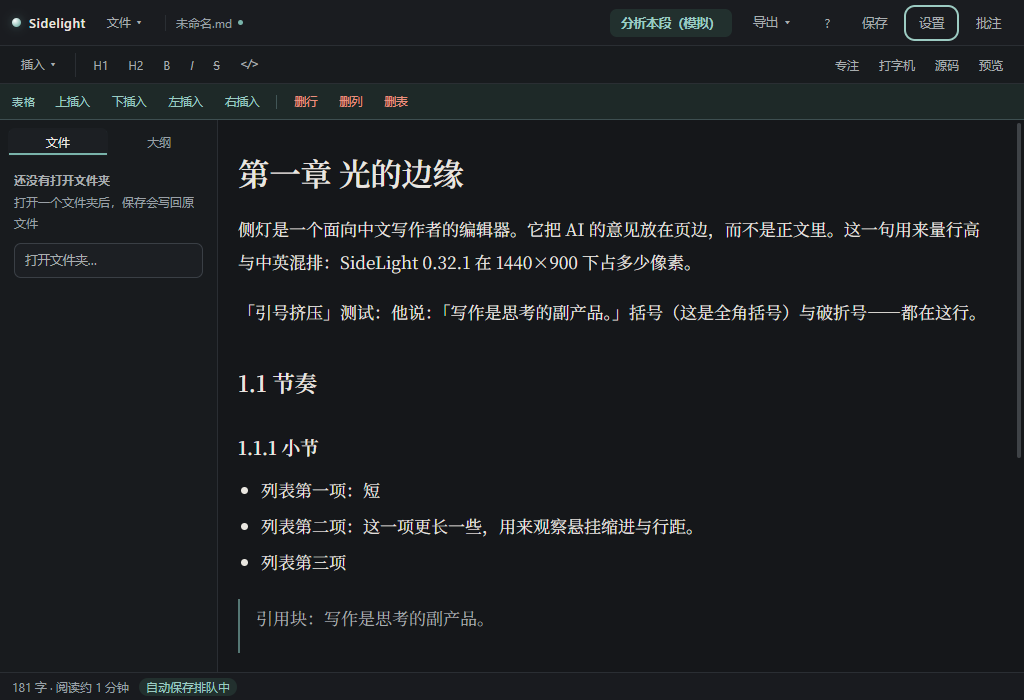 Sidelight 文件 未命名.md 分析本段（模拟） 导出 ? 保存 设置 批注
插入 H1 H2 B I S </> 专注 打字机 源码 预览
表格 上插入 下插入 左插入 右插入 删行 删列 删表
文件 大纲
还没有打开文件夹
打开一个文件夹后，保存会写回原
文件
打开文件夹...
第一章 光的边缘
侧灯是一个面向中文写作者的编辑器。它把 AI 的意见放在页边，而不是正文里。这一句用来量行高
与中英混排：SideLight 0.32.1 在 1440×900 下占多少像素。
「引号挤压」测试：他说：「写作是思考的副产品。」括号（这是全角括号）与破折号——都在这行。
1.1 节奏
1.1.1 小节
• 列表第一项：短
• 列表第二项：这一项更长一些，用来观察悬挂缩进与行距。
• 列表第三项
引用块：写作是思考的副产品。
181 字 · 阅读约 1 分钟 自动保存排队中